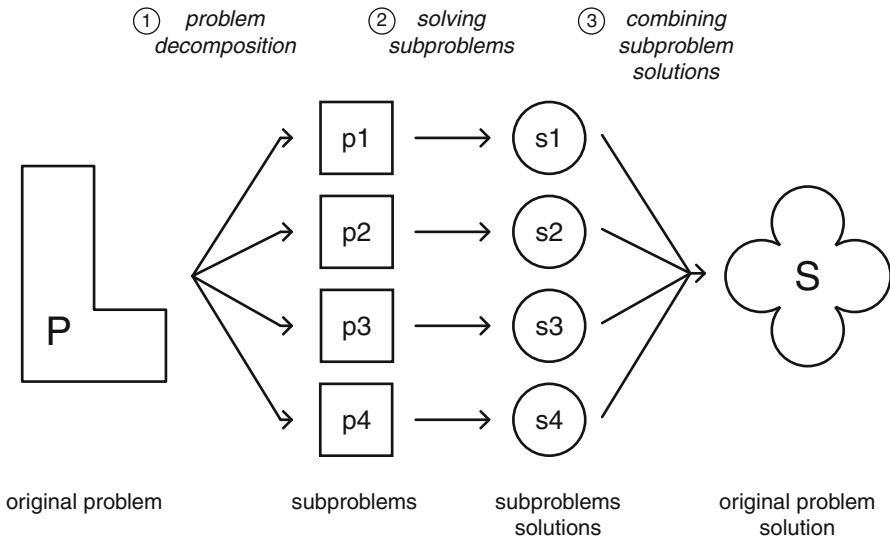 1 problem
decomposition
2 solving
subproblems
3 combining
subproblem
solutions
P
p1
p2
p3
p4
s1
s2
s3
s4
S
original problem
subproblems
subproblems
solutions
original problem
solution